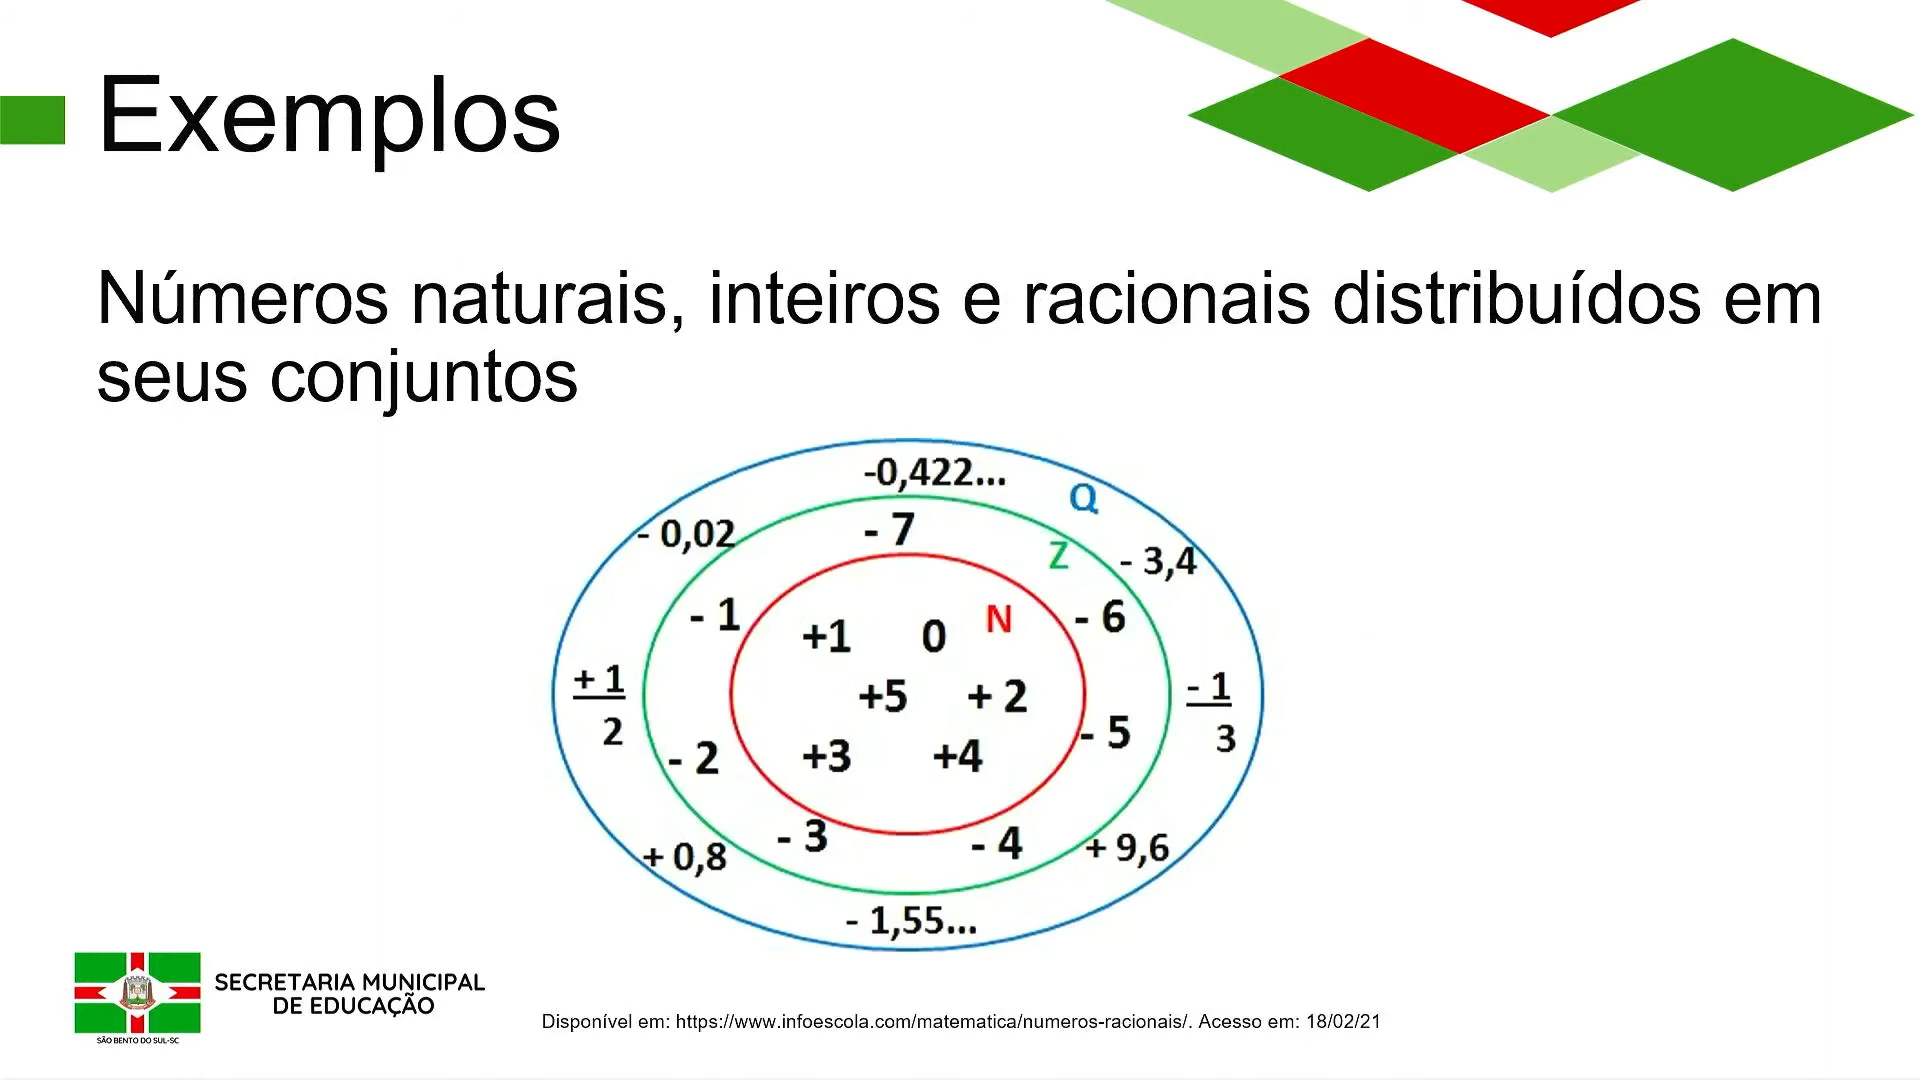 Exemplos
Números naturais, inteiros e racionais distribuídos em
seus conjuntos
-0,422...
Q
- 0,02
- 7
Z
- 3,4
- 1
+1
0
N
- 6
+ 1
2
+5
+ 2
- 1
3
- 2
+3
+4
- 5
+ 0,8
- 3
- 4
+ 9,6
- 1,55...
SECRETARIA MUNICIPAL
DE EDUCAÇÃO
SÃO BENTO DO SUL-SC
Disponível em: https://www.infoescola.com/matematica/numeros-racionais/. Acesso em: 18/02/21